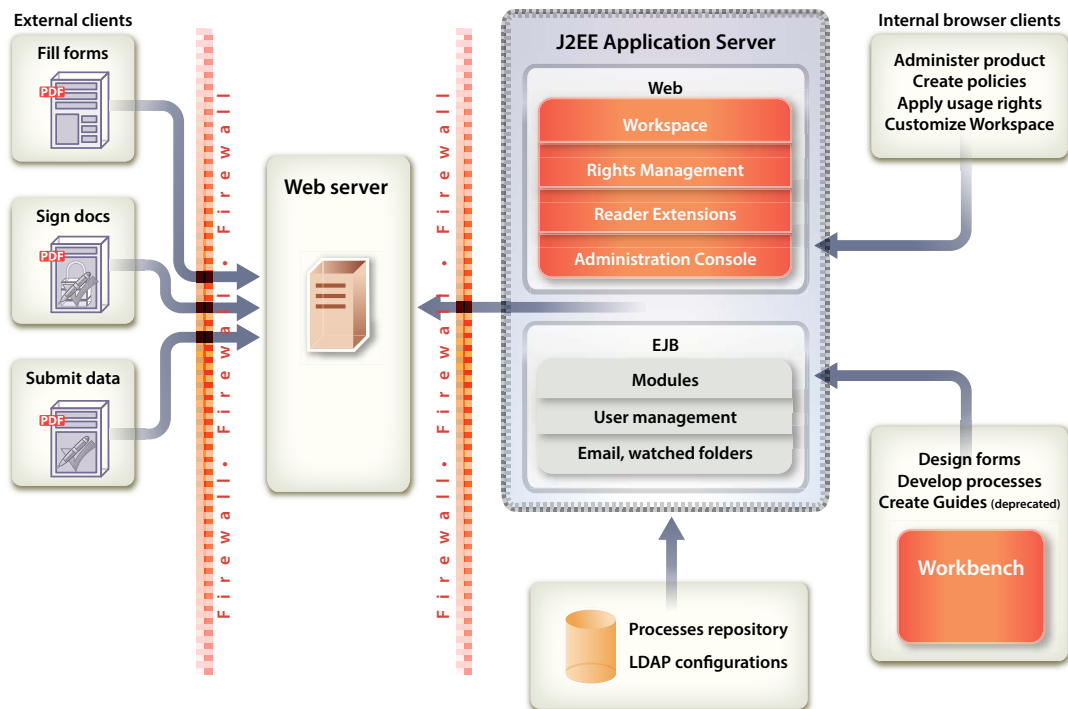 External clients
Fill forms
PDF
Sign docs
PDF
Submit data
PDF
Firewall. Firewall. Firewall
Web server
Firewall. Firewall. Firewall
J2EE Application Server
Web
Workspace
Rights Management
Reader Extensions
Administration Console
EJB
Modules
User management
Email, watched folders
Processes repository
LDAP configurations
Internal browser clients
Administer product
Create policies
Apply usage rights
Customize Workspace
Design forms
Develop processes
Create Guides (deprecated)
Workbench